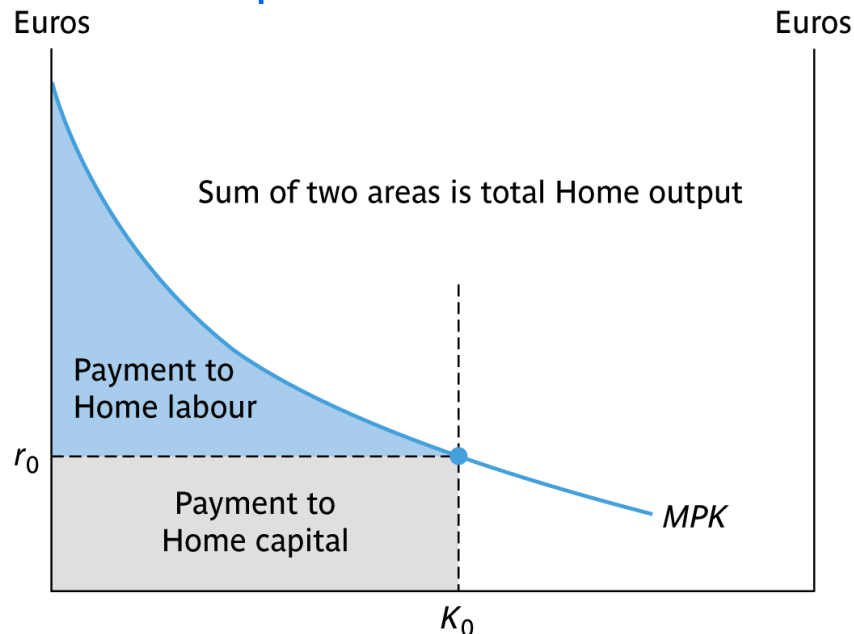 Euros
Euros
Sum of two areas is total Home output
Payment to
Home labour
r0
Payment to
Home capital
MPK
K0